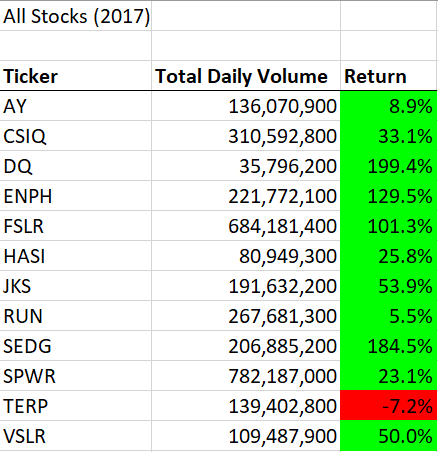 All Stocks (2017)
Ticker Total Daily Volume Return
AY 136,070,900 8.9%
CSIQ 310,592,800 33.1%
DQ 35,796,200 199.4%
ENPH 221,772,100 129.5%
FSLR 684,181,400 101.3%
HASI 80,949,300 25.8%
JKS 191,632,200 53.9%
RUN 267,681,300 5.5%
SEDG 206,885,200 184.5%
SPWR 782,187,000 23.1%
TERP 139,402,800 -7.2%
VSLR 109,487,900 50.0%